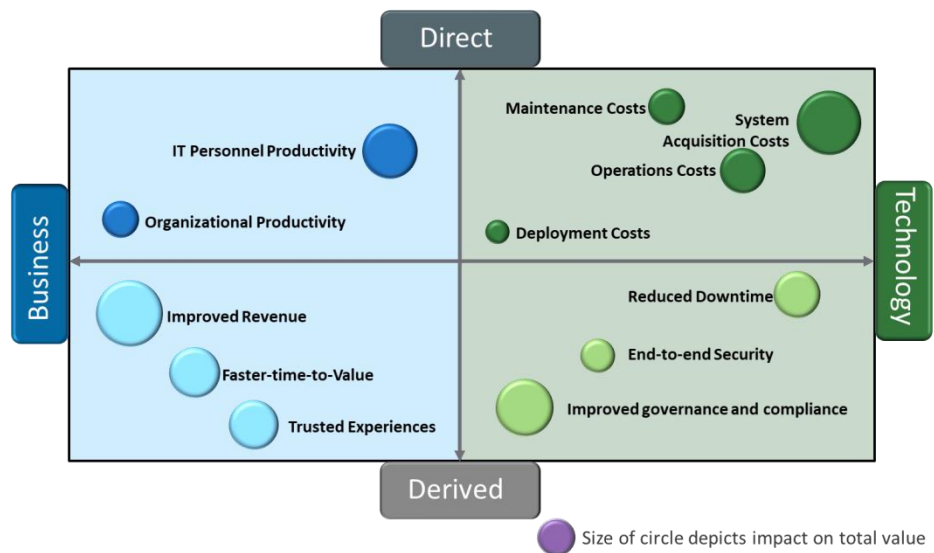 Direct
Maintenance Costs
System
Acquisition Costs
IT Personnel Productivity
Operations Costs
Organizational Productivity
Deployment Costs
Business
Technology
Reduced Downtime
Improved Revenue
End-to-end Security
Faster-time-to-Value
Improved governance and compliance
Trusted Experiences
Derived
Size of circle depicts impact on total value